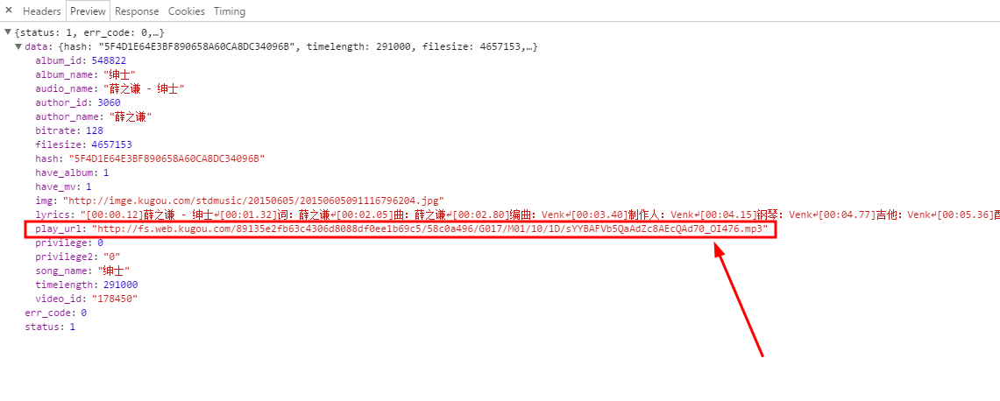 × Headers Preview Response Cookies Timing
▼{status: 1, err_code: 0,…}
▼data: {hash: "5F4D1E64E3BF890658A60CA8DC34096B", timelength: 291000, filesize: 4657153,…}
album_id: 548822
album_name: "绅士"
audio_name: "薛之谦 - 绅士"
author_id: 3060
author_name: "薛之谦"
bitrate: 128
filesize: 4657153
hash: "5F4D1E64E3BF890658A60CA8DC34096B"
have_album: 1
have_mv: 1
img: "http://imge.kugou.com/stdmusic/20150605/20150605091116796204.jpg"
lyrics: "[00:00.12]薛之谦 - 绅士↵[00:01.32]词：薛之谦↵[00:02.05]曲：薛之谦↵[00:02.80]编曲：Venk↵[00:03.40]制作人：Venk↵[00:04.15]钢琴：Venk↵[00:04.77]吉他：Venk↵[00:05.36]配
play_url: "http://fs.web.kugou.com/89135e2fb63c4306d8088df0ee1b69c5/58c0a496/G017/M01/10/1D/sYYBAFVb5QaAdZc8AEcQAd70_OI476.mp3"
privilege: 0
privilege2: "0"
song_name: "绅士"
timelength: 291000
video_id: "178450"
err_code: 0
status: 1